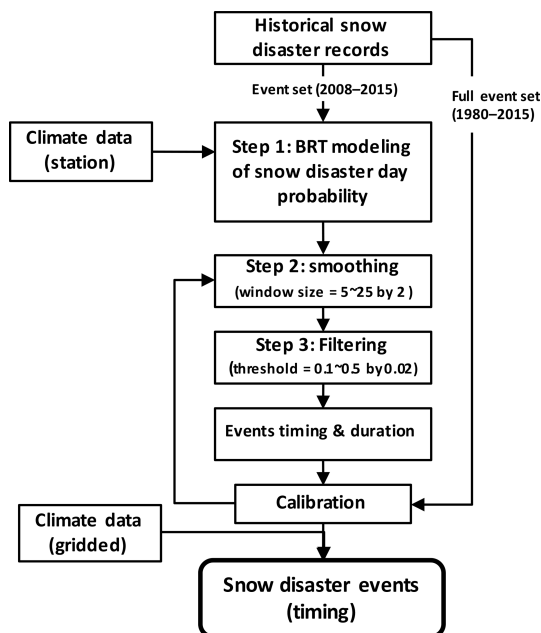 Historical snow
disaster records
Event set (2008–2015)
Full event set
(1980–2015)
Climate data
(station)
Step 1: BRT modeling
of snow disaster day
probability
Step 2: smoothing
(window size = 5~25 by 2 )
Step 3: Filtering
(threshold = 0.1~0.5 by 0.02)
Events timing & duration
Calibration
Climate data
(gridded)
Snow disaster events
(timing)